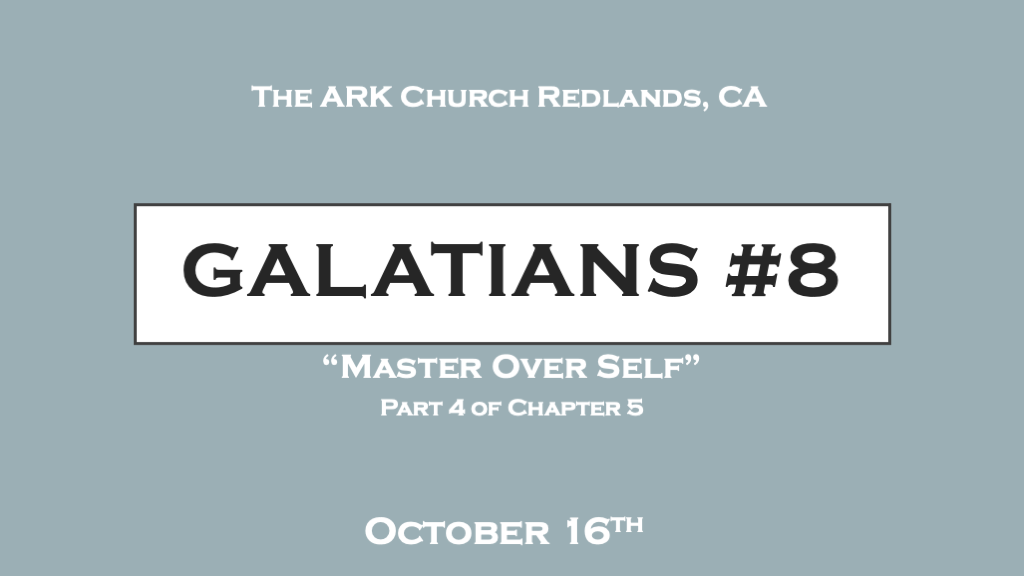 The ARK Church Redlands, CA
GALATIANS #8
“Master Over Self”
Part 4 of Chapter 5
October 16th